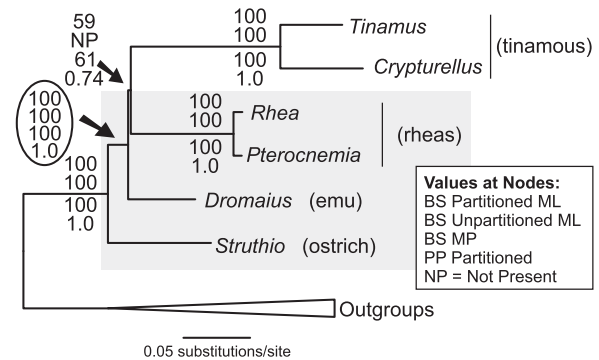 59
NP
61
0.74
100
100
100
1.0
Tinamus
(tinamous)
Crypturellus
100
100
100
1.0
100
100
100
1.0
Rhea
(rheas)
Pterocnemia
100
100
100
1.0
Dromaius (emu)
Struthio (ostrich)
Values at Nodes:
BS Partitioned ML
BS Unpartitioned ML
BS MP
PP Partitioned
NP = Not Present
Outgroups
0.05 substitutions/site